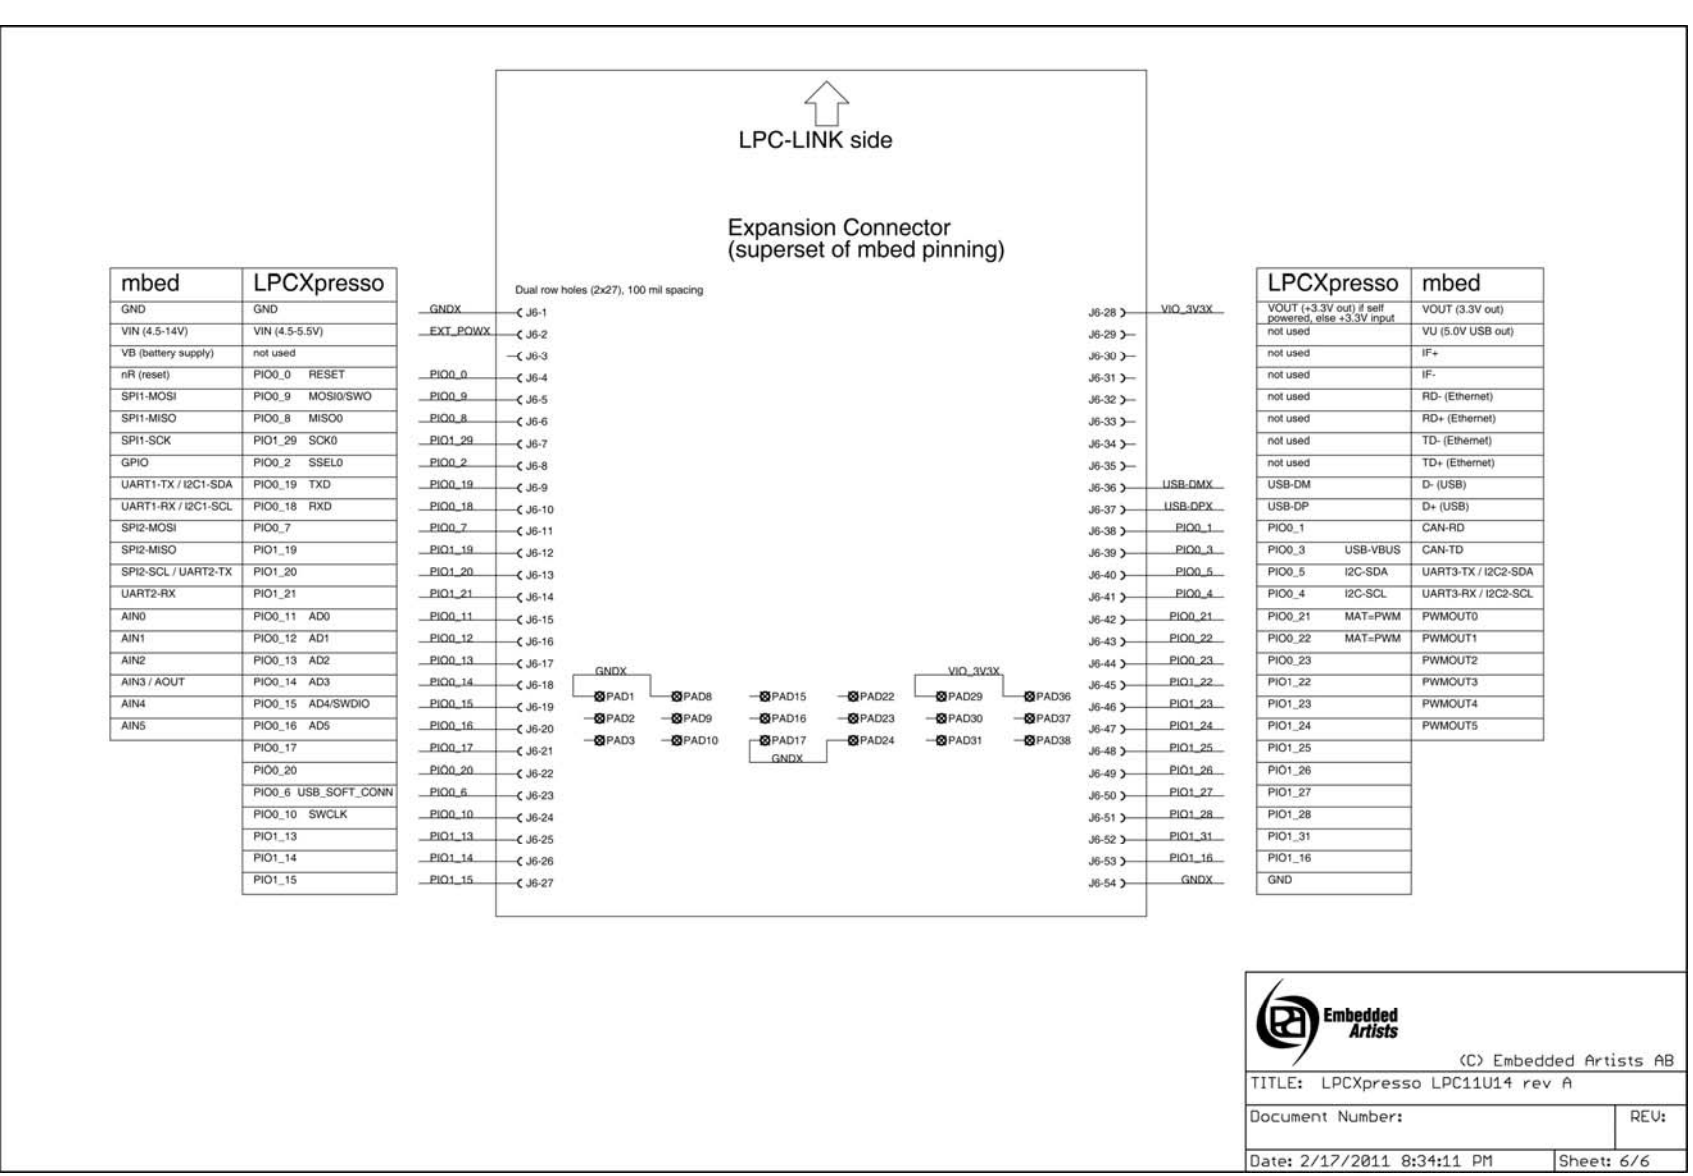 LPC-LINK side
Expansion Connector
(superset of mbed pinning)
Dual row holes (2x27), 100 mil spacing
mbed LPCXpresso
GND GND GNDX J6-1
VIN (4.5-14V) VIN (4.5-5.5V) EXT_POWX J6-2
VB (battery supply) not used J6-3
nR (reset) PIO0_0 RESET PIO0_0 J6-4
SPI1-MOSI PIO0_9 MOSI0/SWO PIO0_9 J6-5
SPI1-MISO PIO0_8 MISO0 PIO0_8 J6-6
SPI1-SCK PIO1_29 SCK0 PIO1_29 J6-7
GPIO PIO0_2 SSEL0 PIO0_2 J6-8
UART1-TX / I2C1-SDA PIO0_19 TXD PIO0_19 J6-9
UART1-RX / I2C1-SCL PIO0_18 RXD PIO0_18 J6-10
SPI2-MOSI PIO0_7 PIO0_7 J6-11
SPI2-MISO PIO1_19 PIO1_19 J6-12
SPI2-SCL / UART2-TX PIO1_20 PIO1_20 J6-13
UART2-RX PIO1_21 PIO1_21 J6-14
AIN0 PIO0_11 AD0 PIO0_11 J6-15
AIN1 PIO0_12 AD1 PIO0_12 J6-16
AIN2 PIO0_13 AD2 PIO0_13 J6-17
AIN3 / AOUT PIO0_14 AD3 PIO0_14 J6-18
AIN4 PIO0_15 AD4/SWDIO PIO0_15 J6-19
AIN5 PIO0_16 AD5 PIO0_16 J6-20
PIO0_17 PIO0_17 J6-21
PIO0_20 PIO0_20 J6-22
PIO0_6 USB_SOFT_CONN PIO0_6 J6-23
PIO0_10 SWCLK PIO0_10 J6-24
PIO1_13 PIO1_13 J6-25
PIO1_14 PIO1_14 J6-26
PIO1_15 PIO1_15 J6-27
GNDX VIO_3V3X
PAD1 PAD8 PAD15 PAD22 PAD29 PAD36
PAD2 PAD9 PAD16 PAD23 PAD30 PAD37
PAD3 PAD10 PAD17 PAD24 PAD31 PAD38
GNDX
LPCXpresso mbed
J6-28 VIO_3V3X VOUT (+3.3V out) if self VOUT (3.3V out)
powered, else +3.3V input
J6-29 not used VU (5.0V USB out)
J6-30 not used IF+
J6-31 not used IF-
J6-32 not used RD- (Ethernet)
J6-33 not used RD+ (Ethernet)
J6-34 not used TD- (Ethernet)
J6-35 not used TD+ (Ethernet)
J6-36 USB-DMX USB-DM D- (USB)
J6-37 USB-DPX USB-DP D+ (USB)
J6-38 PIO0_1 PIO0_1 CAN-RD
J6-39 PIO0_3 PIO0_3 USB-VBUS CAN-TD
J6-40 PIO0_5 PIO0_5 I2C-SDA UART3-TX / I2C2-SDA
J6-41 PIO0_4 PIO0_4 I2C-SCL UART3-RX / I2C2-SCL
J6-42 PIO0_21 PIO0_21 MAT=PWM PWMOUT0
J6-43 PIO0_22 PIO0_22 MAT=PWM PWMOUT1
J6-44 PIO0_23 PIO0_23 PWMOUT2
J6-45 PIO1_22 PIO1_22 PWMOUT3
J6-46 PIO1_23 PIO1_23 PWMOUT4
J6-47 PIO1_24 PIO1_24 PWMOUT5
J6-48 PIO1_25 PIO1_25
J6-49 PIO1_26 PIO1_26
J6-50 PIO1_27 PIO1_27
J6-51 PIO1_28 PIO1_28
J6-52 PIO1_31 PIO1_31
J6-53 PIO1_16 PIO1_16
J6-54 GNDX GND
Embedded
Artists
(C) Embedded Artists AB
TITLE: LPCXpresso LPC11U14 rev A
Document Number: REV:
Date: 2/17/2011 8:34:11 PM Sheet: 6/6